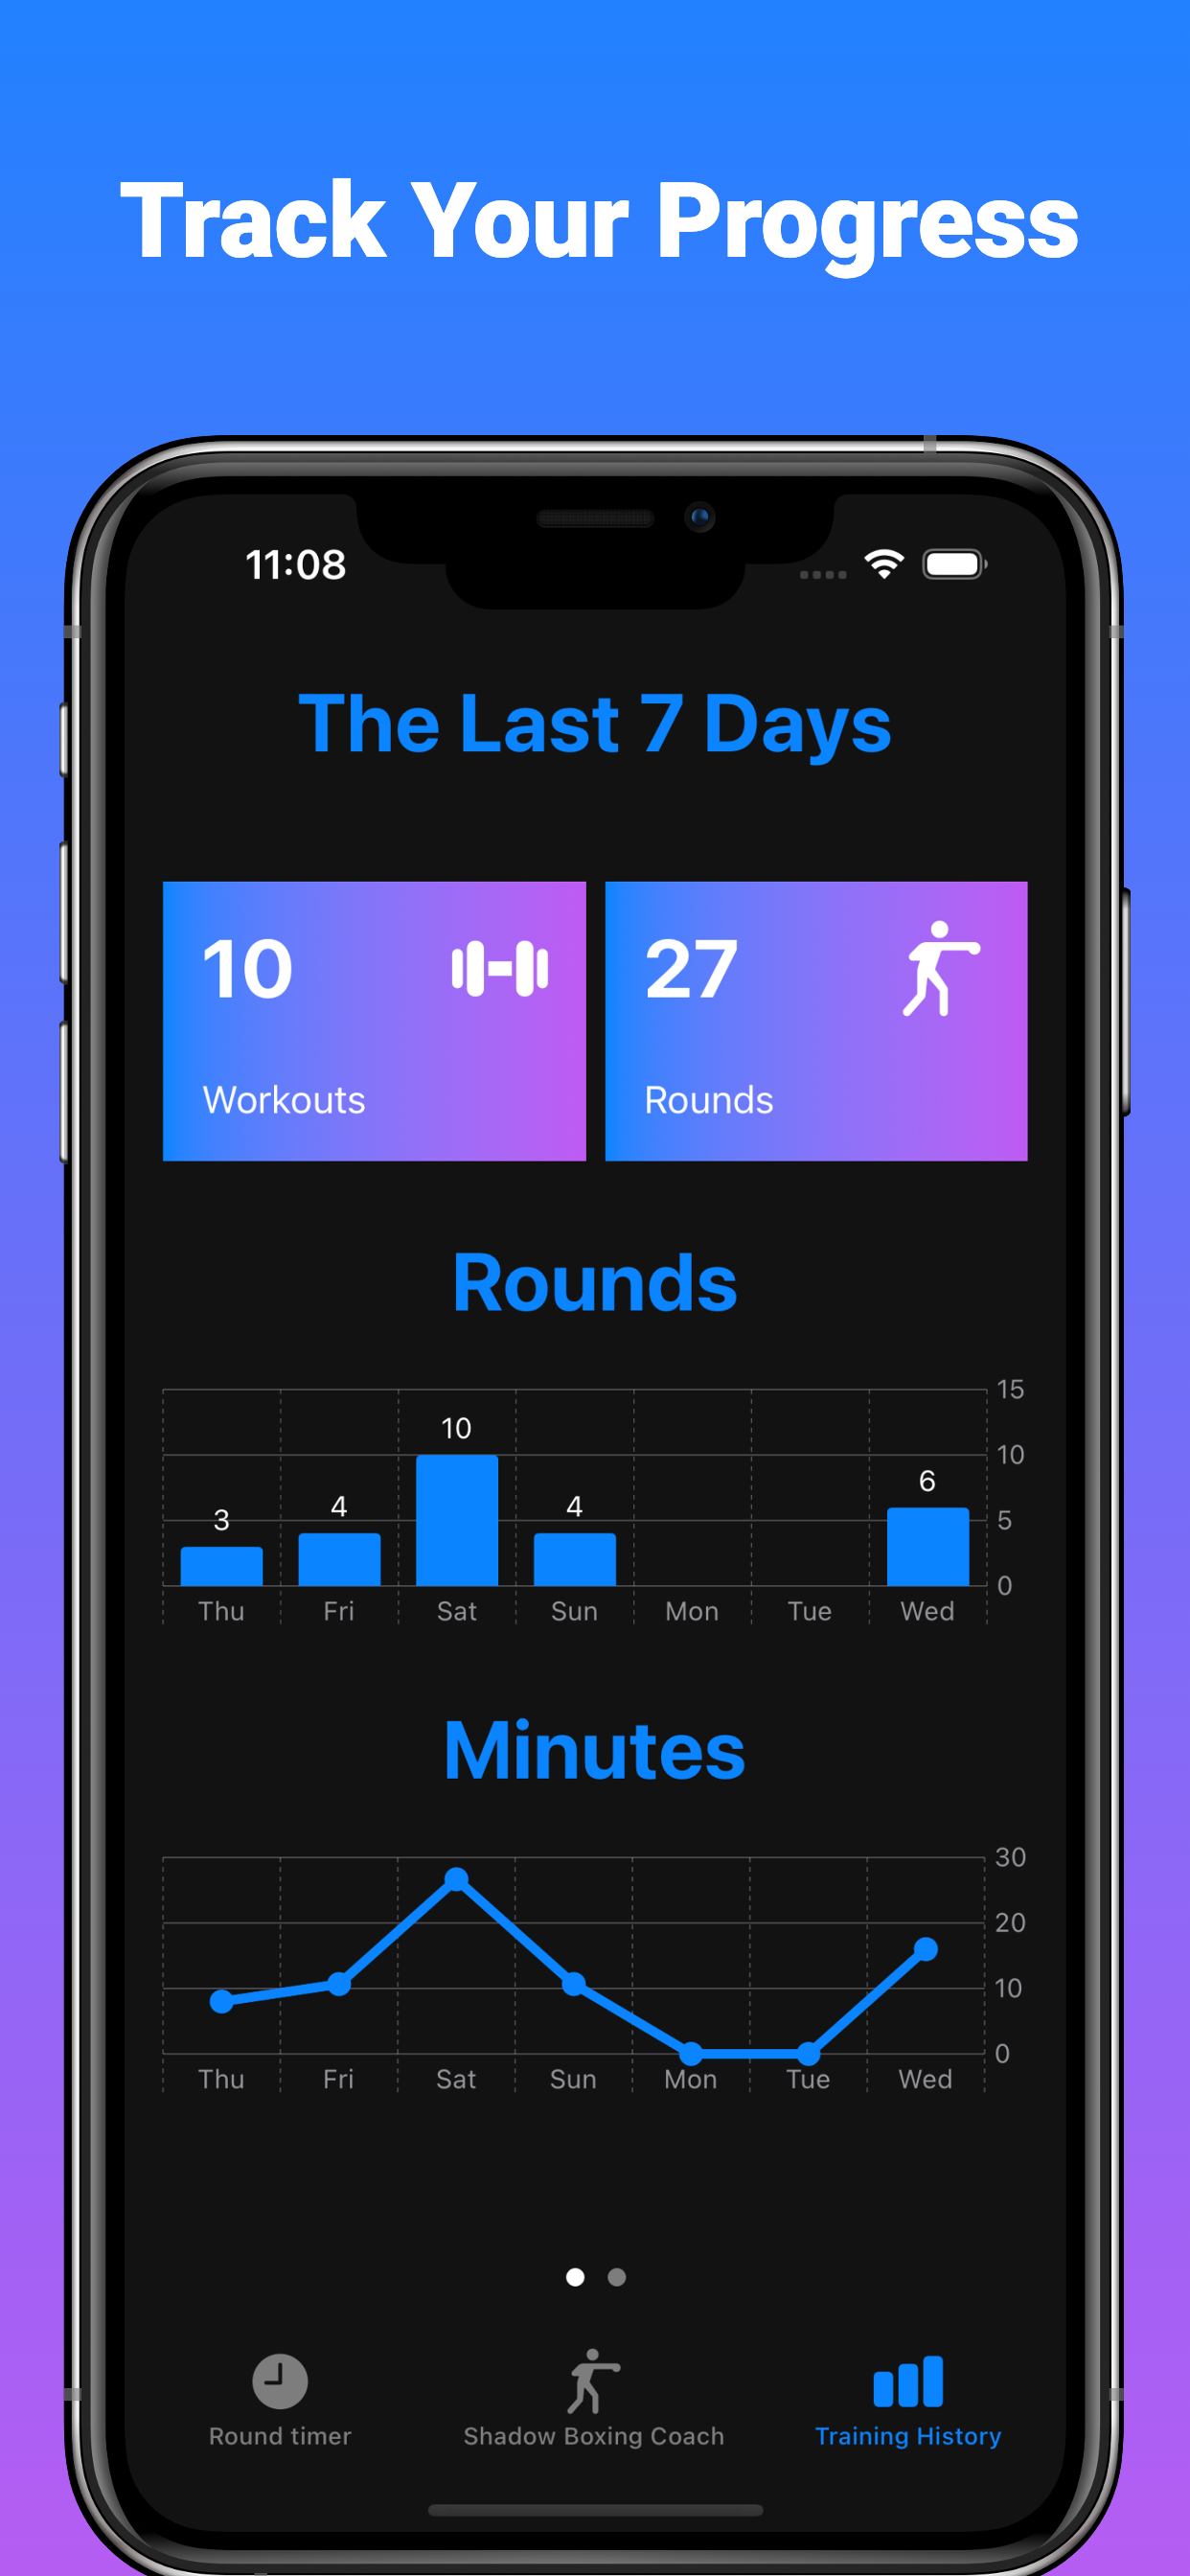 Track Your Progress
11:08
The Last 7 Days
10
Workouts
27
Rounds
Rounds
15
10
5
0
3
4
10
4
6
Thu Fri Sat Sun Mon Tue Wed
Minutes
30
20
10
0
Thu Fri Sat Sun Mon Tue Wed
Round timer
Shadow Boxing Coach
Training History